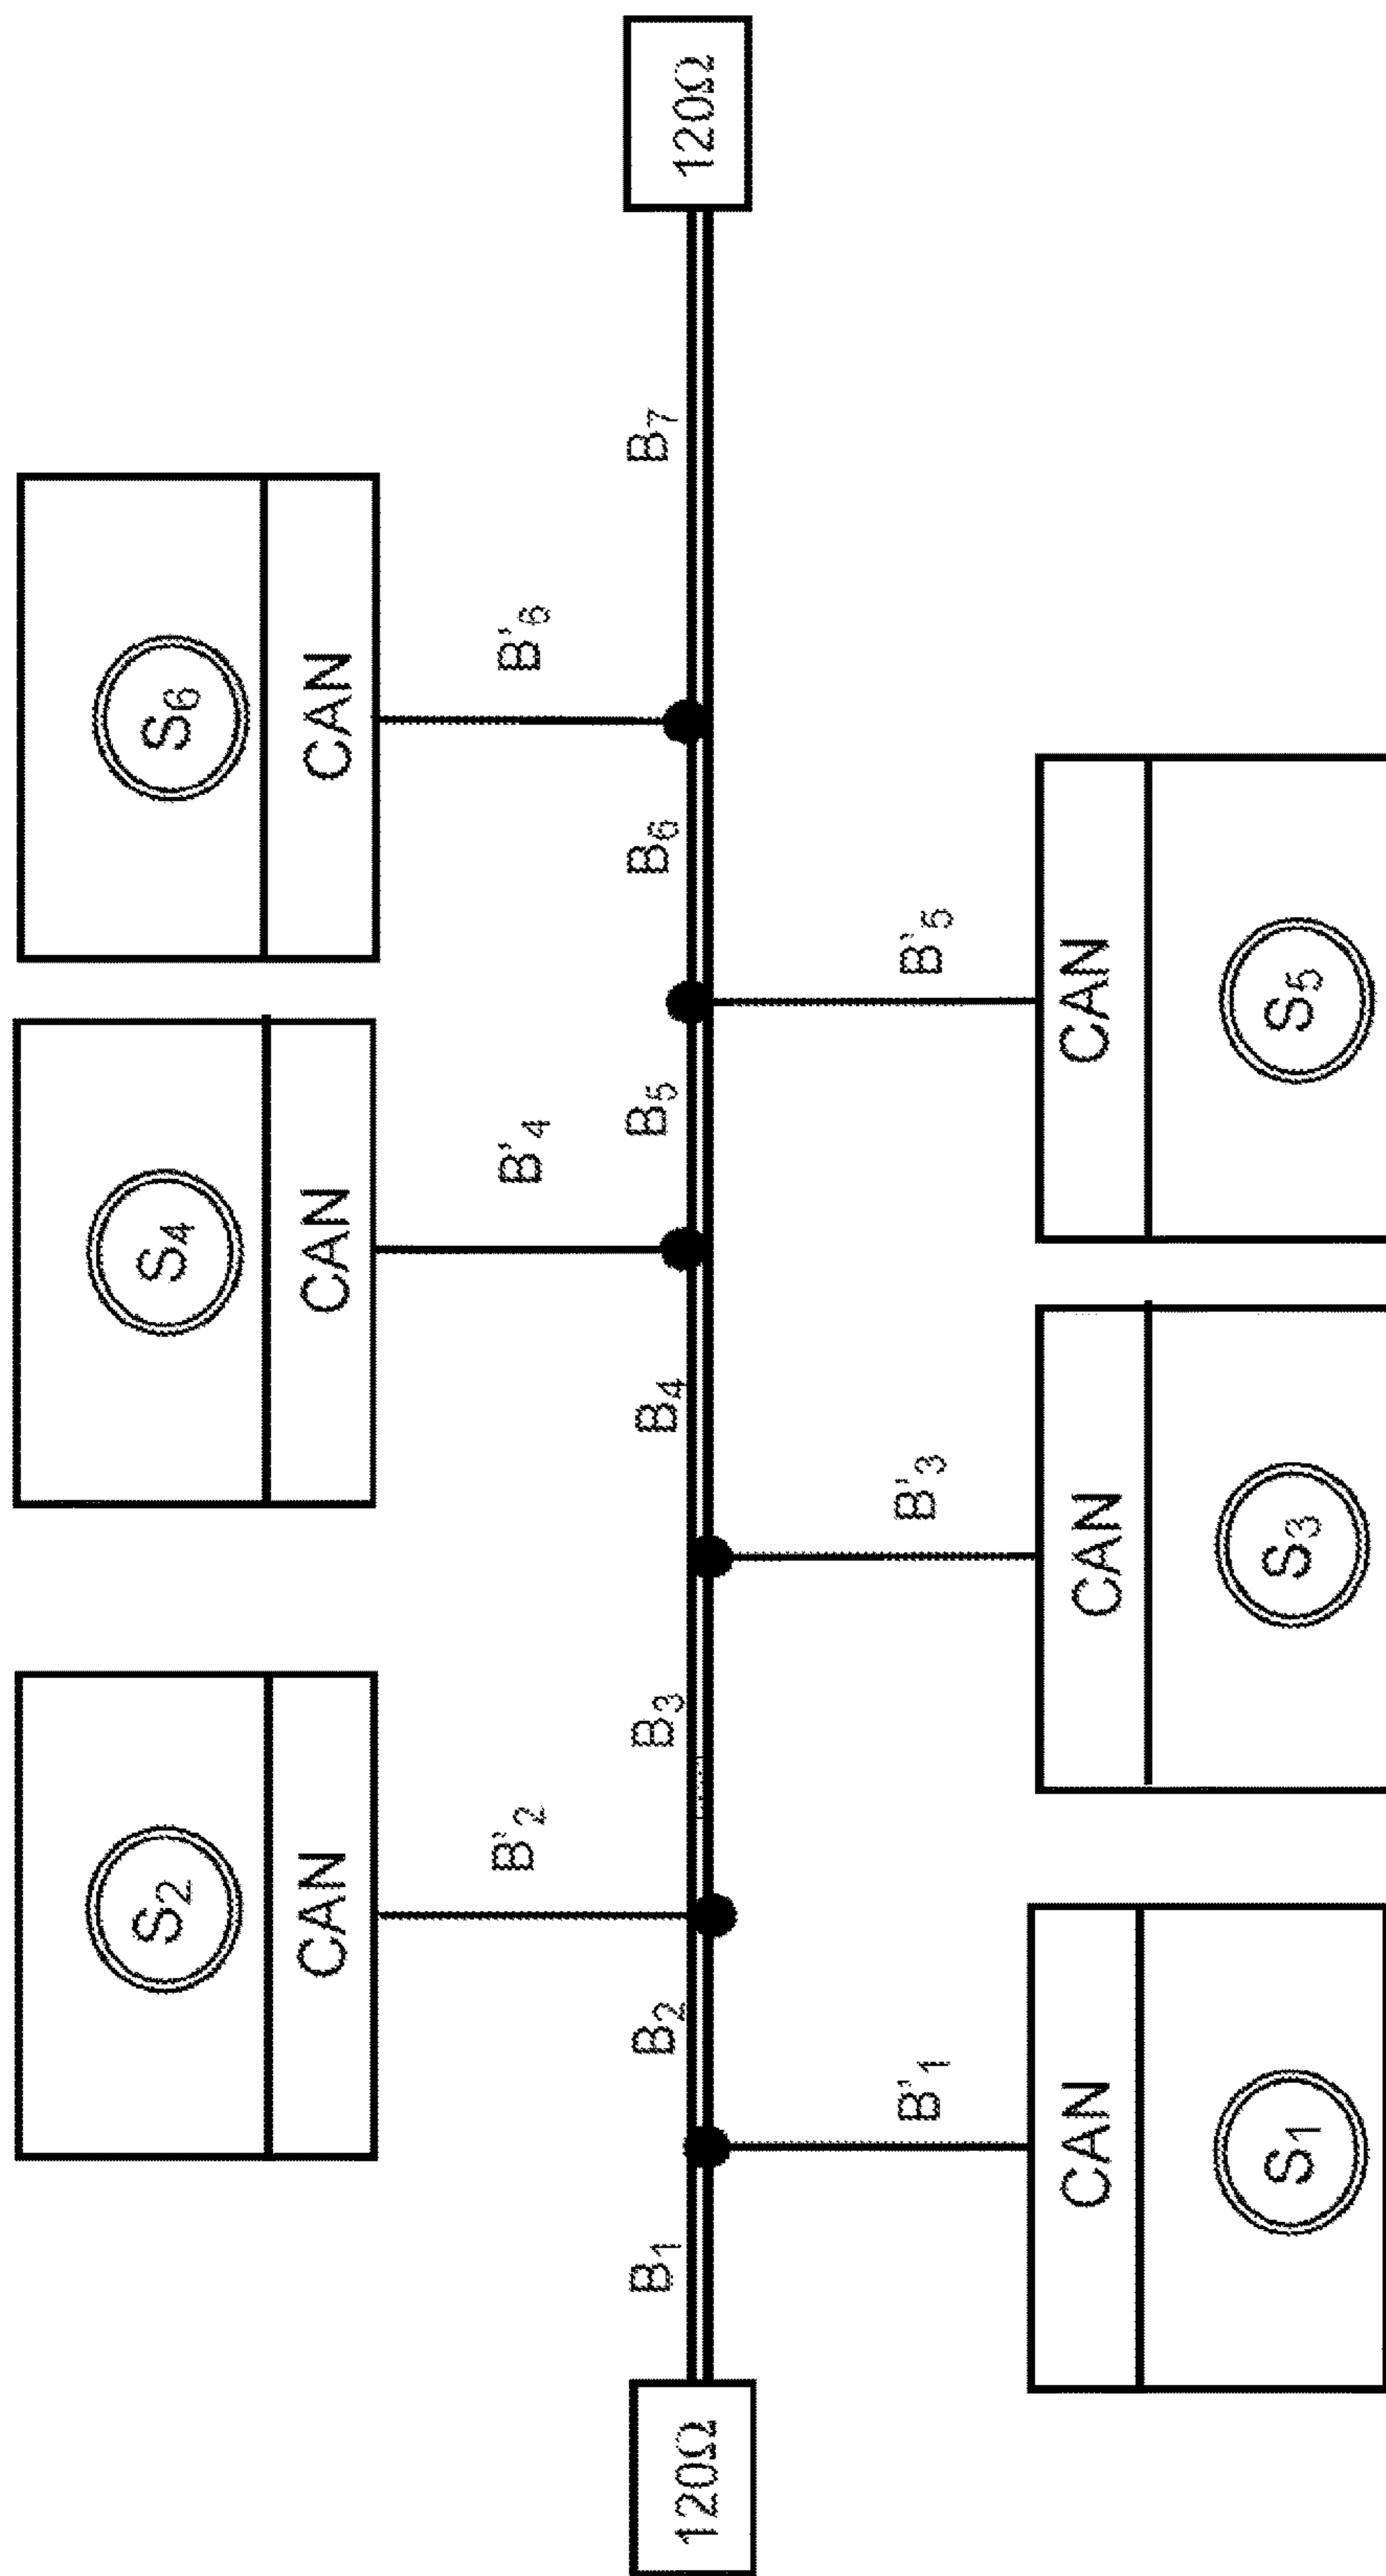 S₂ S₄ S₆
CAN CAN CAN
B'₂ B'₄ B'₆
B₁ B₂ B₃ B₄ B₅ B₆ B₇
120Ω 120Ω
B'₁ B'₃ B'₅
CAN CAN CAN
S₁ S₃ S₅